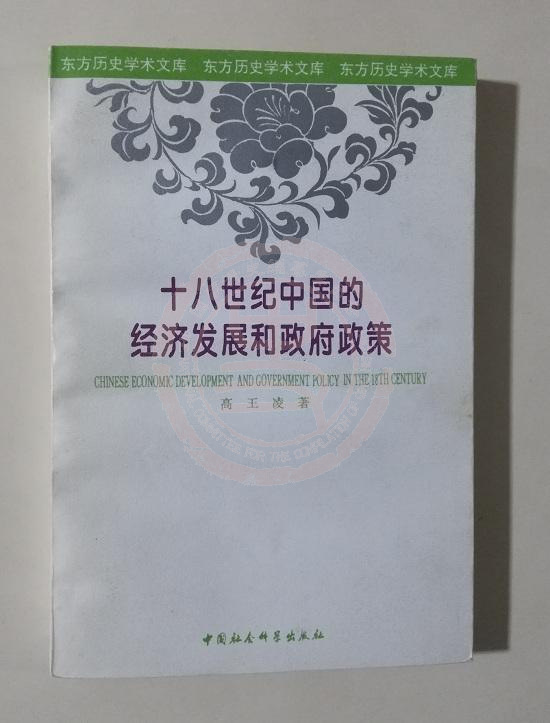 东方历史学术文库 东方历史学术文库 东方历史学术文库
十八世纪中国的
经济发展和政府政策
CHINESE ECONOMIC DEVELOPMENT AND GOVERNMENT POLICY IN THE 18TH CENTURY
高王凌著
中国社会科学出版社